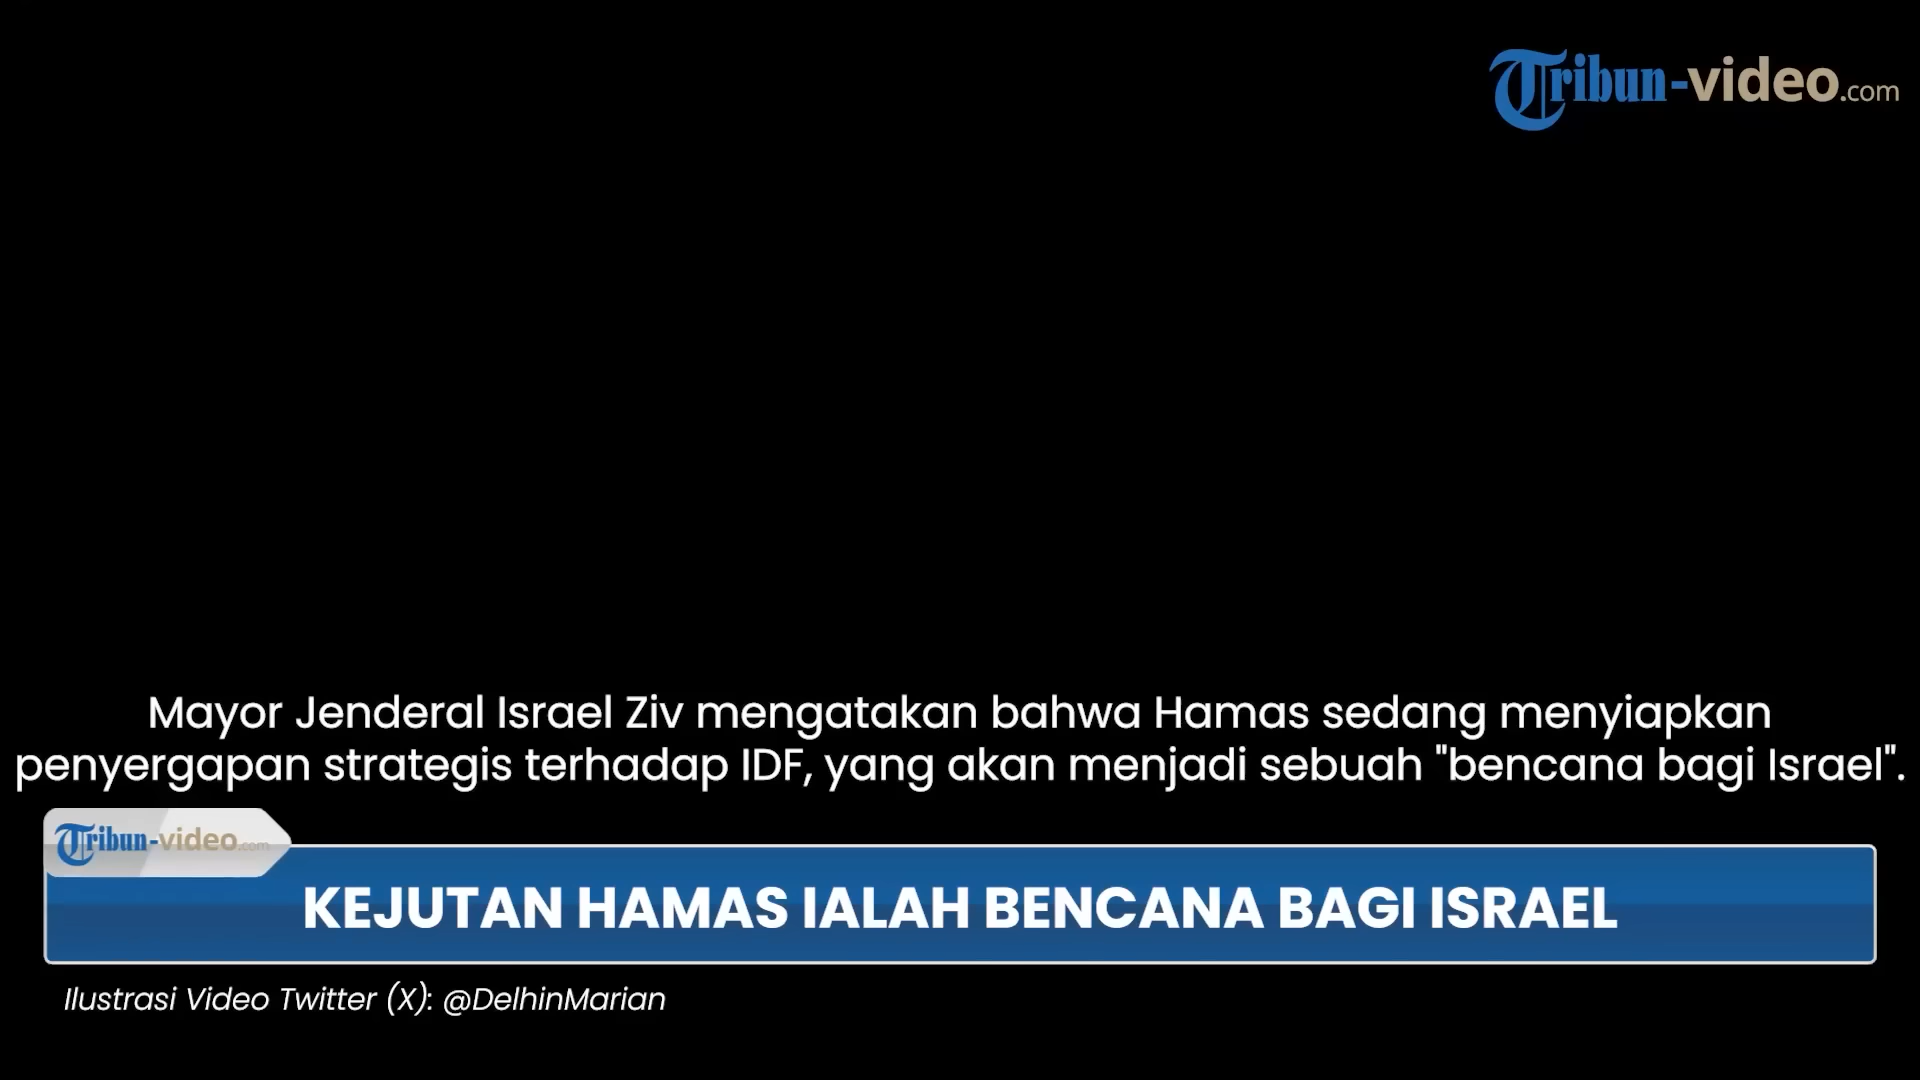 Tribun-video.com
Mayor Jenderal Israel Ziv mengatakan bahwa Hamas sedang menyiapkan
penyergapan strategis terhadap IDF, yang akan menjadi sebuah "bencana bagi Israel".
Tribun-video.com
KEJUTAN HAMAS IALAH BENCANA BAGI ISRAEL
Ilustrasi Video Twitter (X): @DelhinMarian